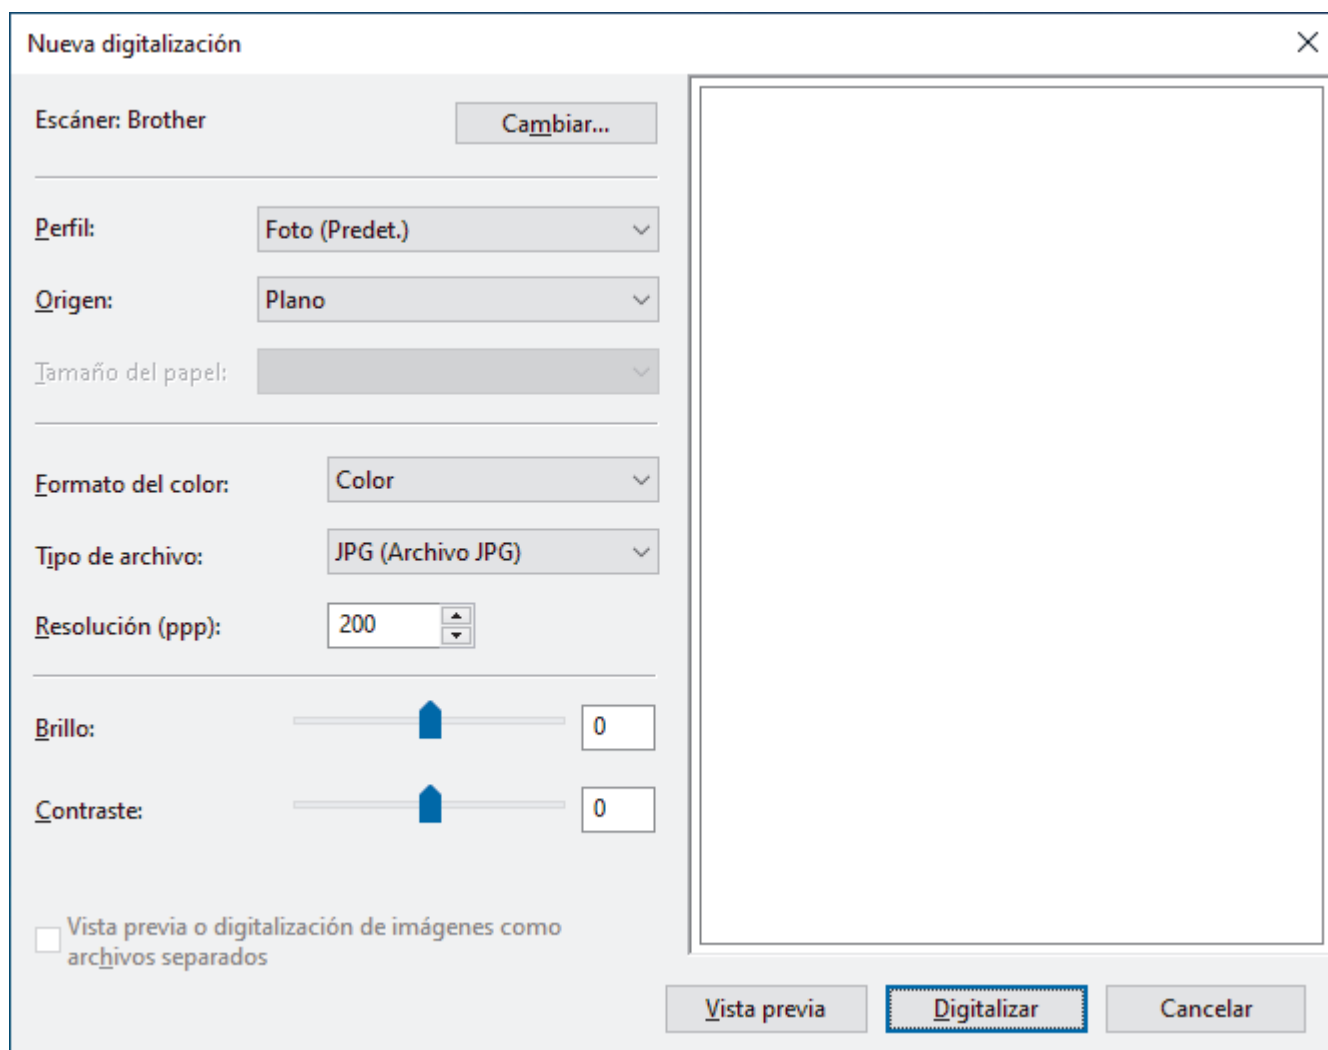 Nueva digitalización
Escáner: Brother
Cambiar...
Perfil:
Foto (Predet.)
Origen:
Plano
Tamaño del papel:
Formato del color:
Color
Tipo de archivo:
JPG (Archivo JPG)
Resolución (ppp):
200
Brillo:
0
Contraste:
0
Vista previa o digitalización de imágenes como
archivos separados
Vista previa
Digitalizar
Cancelar